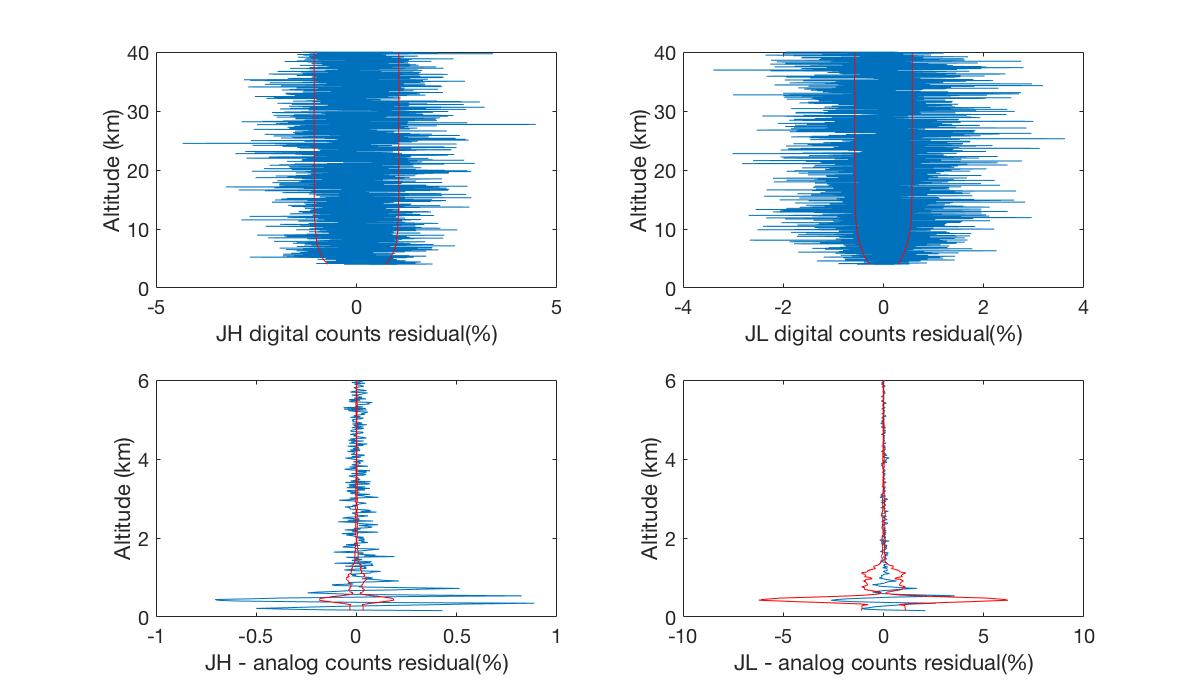 40
30
20
10
0
Altitude (km)
-5 0 5
JH digital counts residual(%)
40
30
20
10
0
Altitude (km)
-4 -2 0 2 4
JL digital counts residual(%)
6
4
2
0
Altitude (km)
-1 -0.5 0 0.5 1
JH - analog counts residual(%)
6
4
2
0
Altitude (km)
-10 -5 0 5 10
JL - analog counts residual(%)